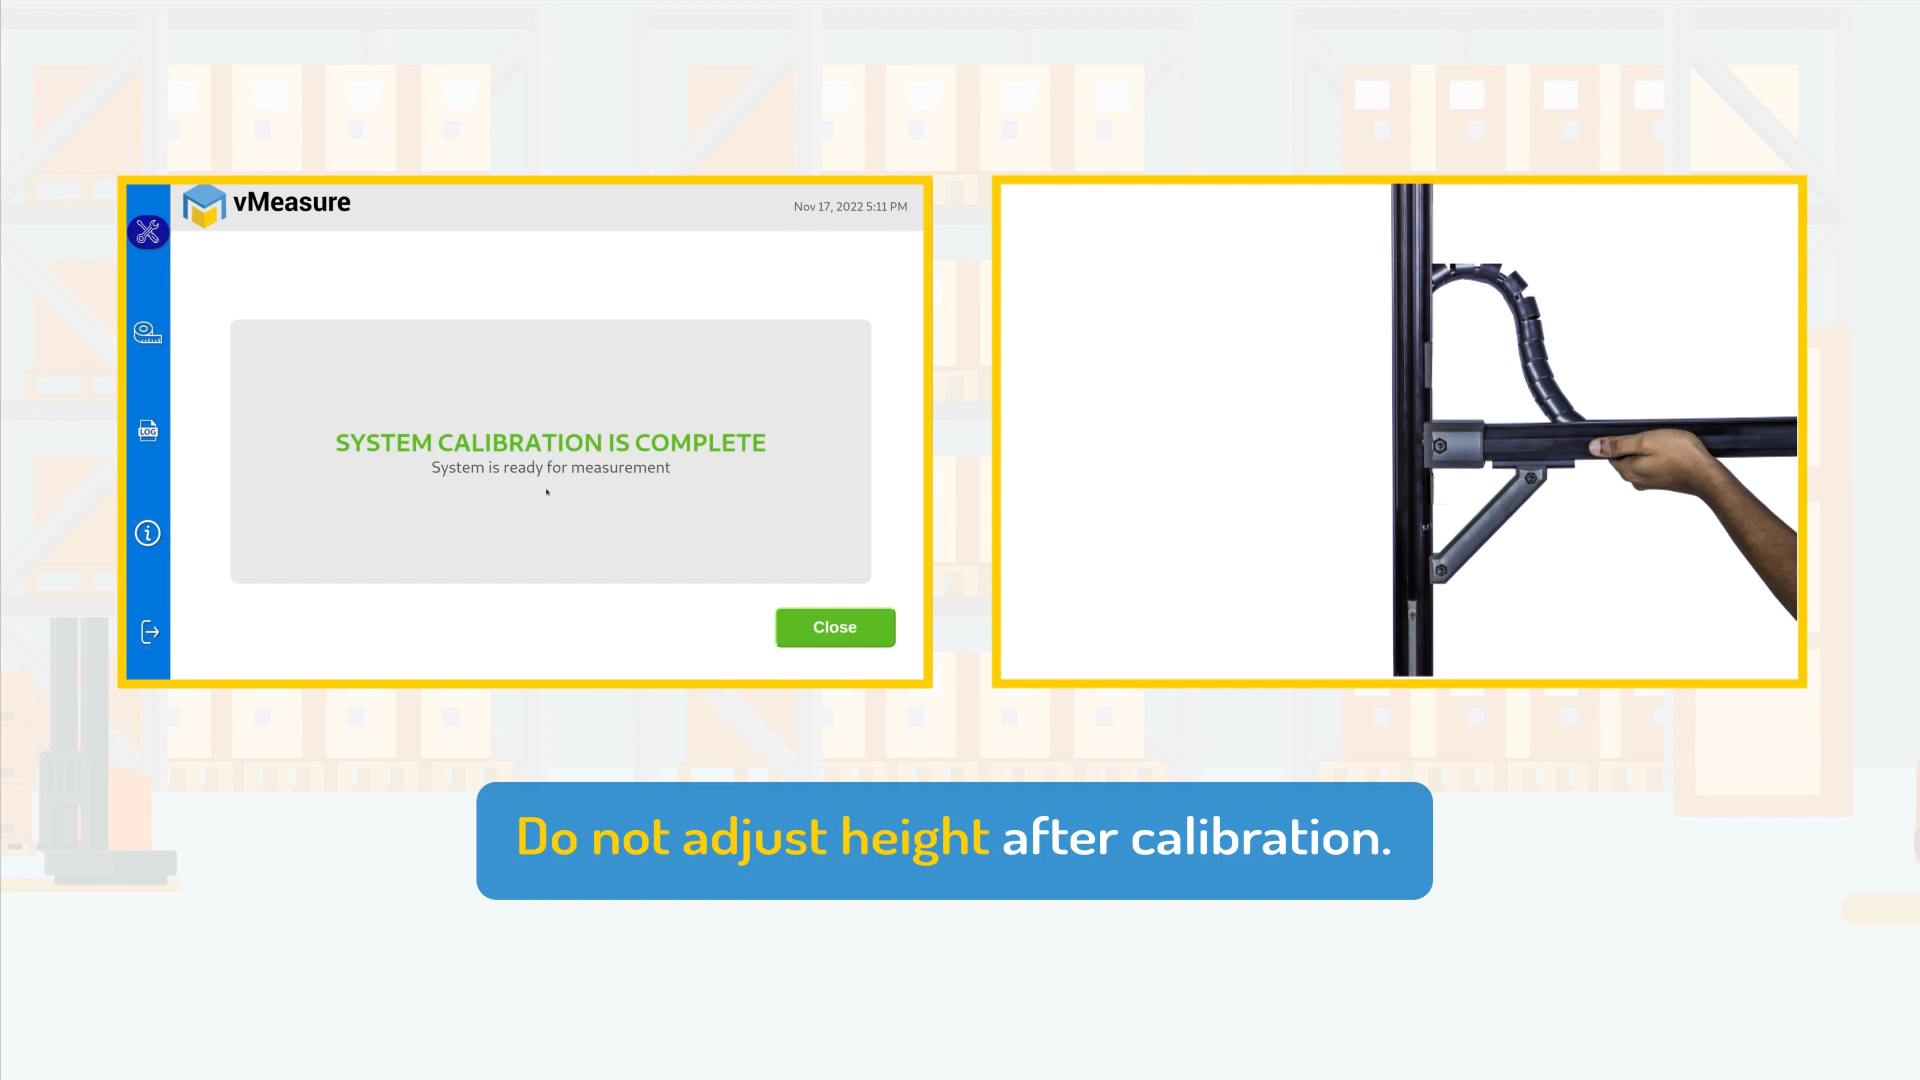 vMeasure
Nov 17, 2022 5:11 PM
LOG
SYSTEM CALIBRATION IS COMPLETE
System is ready for measurement
Close
Do not adjust height after calibration.